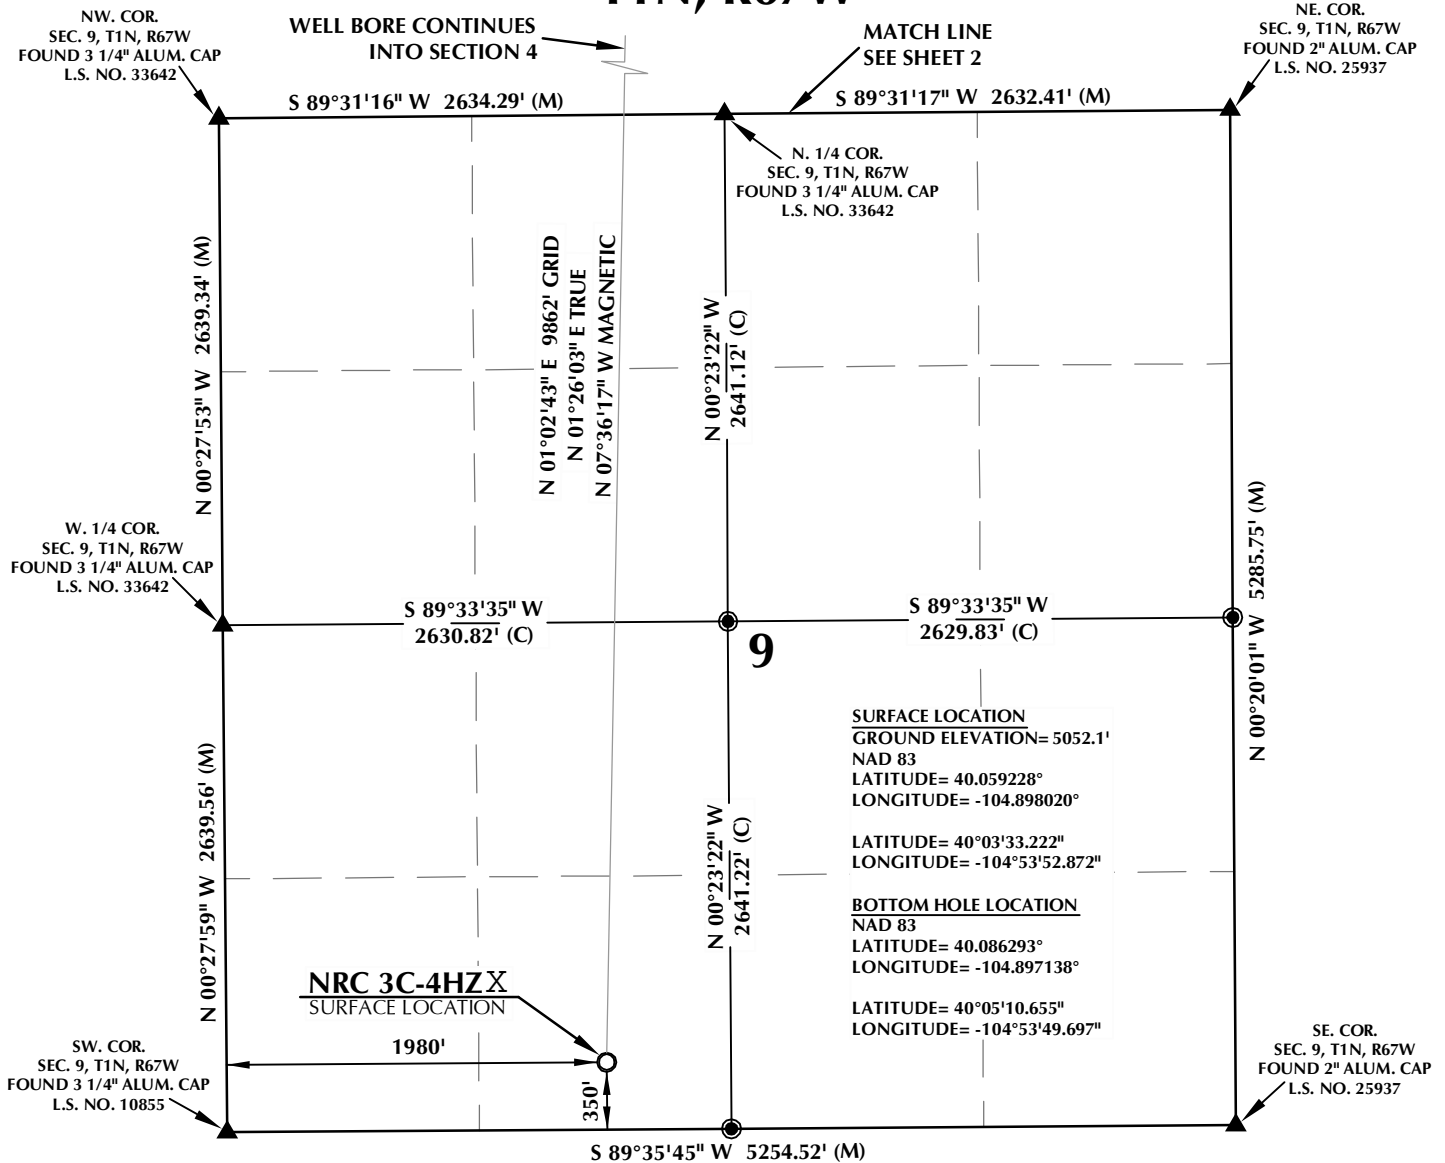 T1N, R67W
NW. COR.
SEC. 9, T1N, R67W
FOUND 3 1/4" ALUM. CAP
L.S. NO. 33642
WELL BORE CONTINUES
INTO SECTION 4
MATCH LINE
SEE SHEET 2
NE. COR.
SEC. 9, T1N, R67W
FOUND 2" ALUM. CAP
L.S. NO. 25937
S 89°31'16" W 2634.29' (M)
S 89°31'17" W 2632.41' (M)
N. 1/4 COR.
SEC. 9, T1N, R67W
FOUND 3 1/4" ALUM. CAP
L.S. NO. 33642
N 00°27'53" W 2639.34' (M)
N 01°02'43" E 9862' GRID
N 01°26'03" E TRUE
N 07°36'17" W MAGNETIC
N 00°23'22" W
2641.12' (C)
N 00°20'01" W 5285.75' (M)
W. 1/4 COR.
SEC. 9, T1N, R67W
FOUND 3 1/4" ALUM. CAP
L.S. NO. 33642
S 89°33'35" W
2630.82' (C)
S 89°33'35" W
2629.83' (C)
9
SURFACE LOCATION
GROUND ELEVATION= 5052.1'
NAD 83
LATITUDE= 40.059228°
LONGITUDE= -104.898020°
LATITUDE= 40°03'33.222"
LONGITUDE= -104°53'52.872"
BOTTOM HOLE LOCATION
NAD 83
LATITUDE= 40.086293°
LONGITUDE= -104.897138°
LATITUDE= 40°05'10.655"
LONGITUDE= -104°53'49.697"
N 00°27'59" W 2639.56' (M)
N 00°23'22" W
2641.22' (C)
NRC 3C-4HZX
SURFACE LOCATION
1980'
350'
SW. COR.
SEC. 9, T1N, R67W
FOUND 3 1/4" ALUM. CAP
L.S. NO. 10855
SE. COR.
SEC. 9, T1N, R67W
FOUND 2" ALUM. CAP
L.S. NO. 25937
S 89°35'45" W 5254.52' (M)